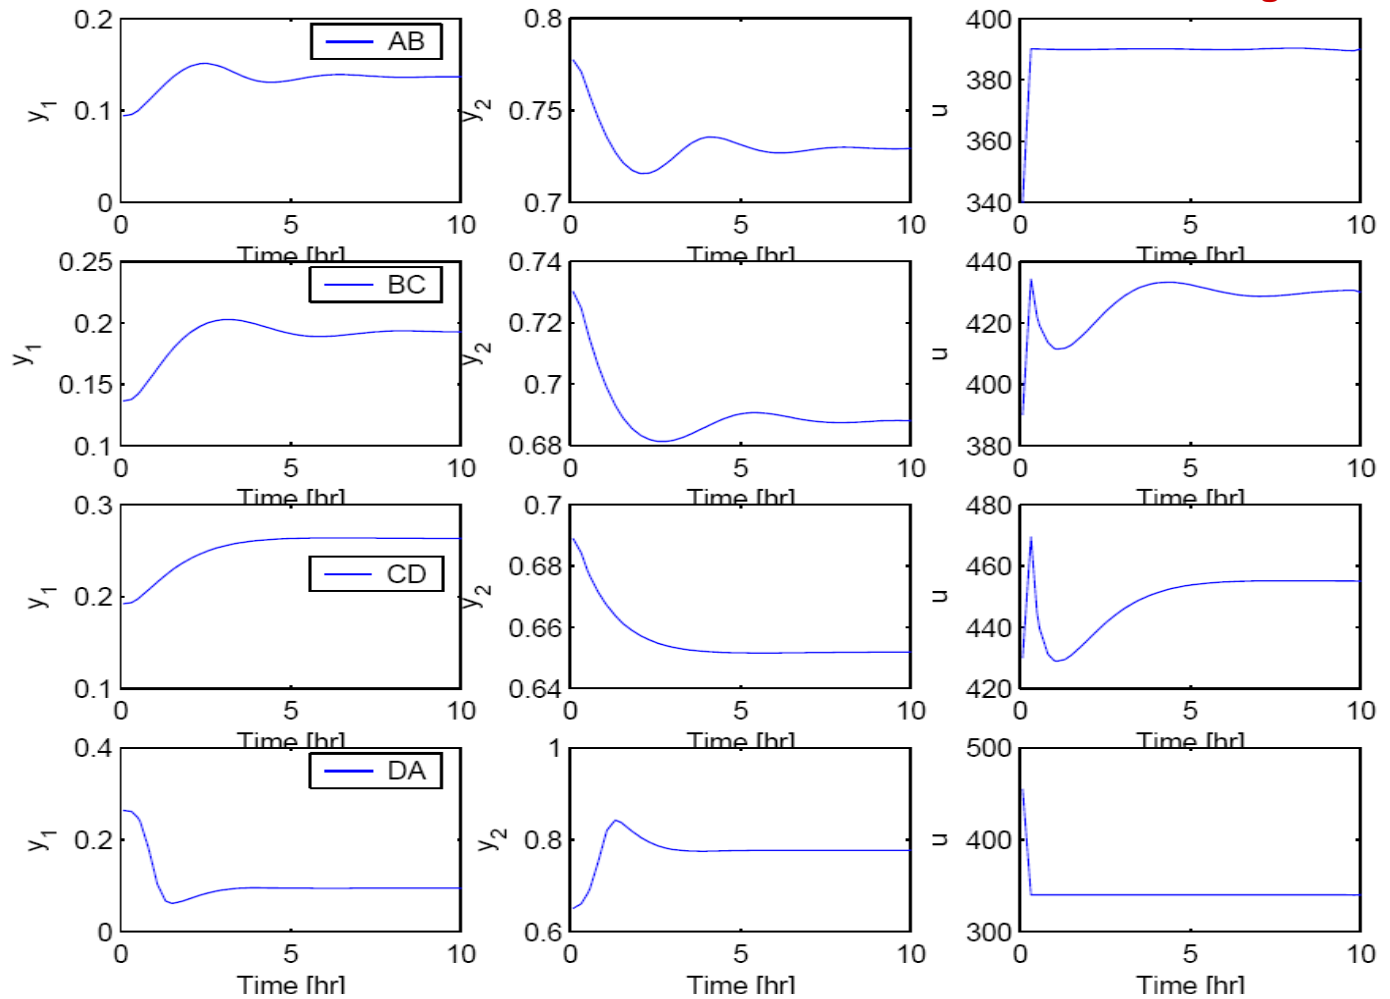 g
0.2 0.8 400
AB
380
y1 0.1 y2 0.75 u
360
0 0.7 340
0 5 10 0 5 10 0 5 10
Time [hr] Time [hr] Time [hr]
0.25 0.74 440
BC
0.2 0.72 420
y1 y2 u
0.15 0.7 400
0.1 0.68 380
0 5 10 0 5 10 0 5 10
Time [hr] Time [hr] Time [hr]
0.3 0.7 480
0.68 460
CD
y1 0.2 y2 u
0.66 440
0.1 0.64 420
0 5 10 0 5 10 0 5 10
Time [hr] Time [hr] Time [hr]
0.4 1 500
DA
y1 0.2 y2 0.8 u 400
0 0.6 300
0 5 10 0 5 10 0 5 10
Time [hr] Time [hr] Time [hr]